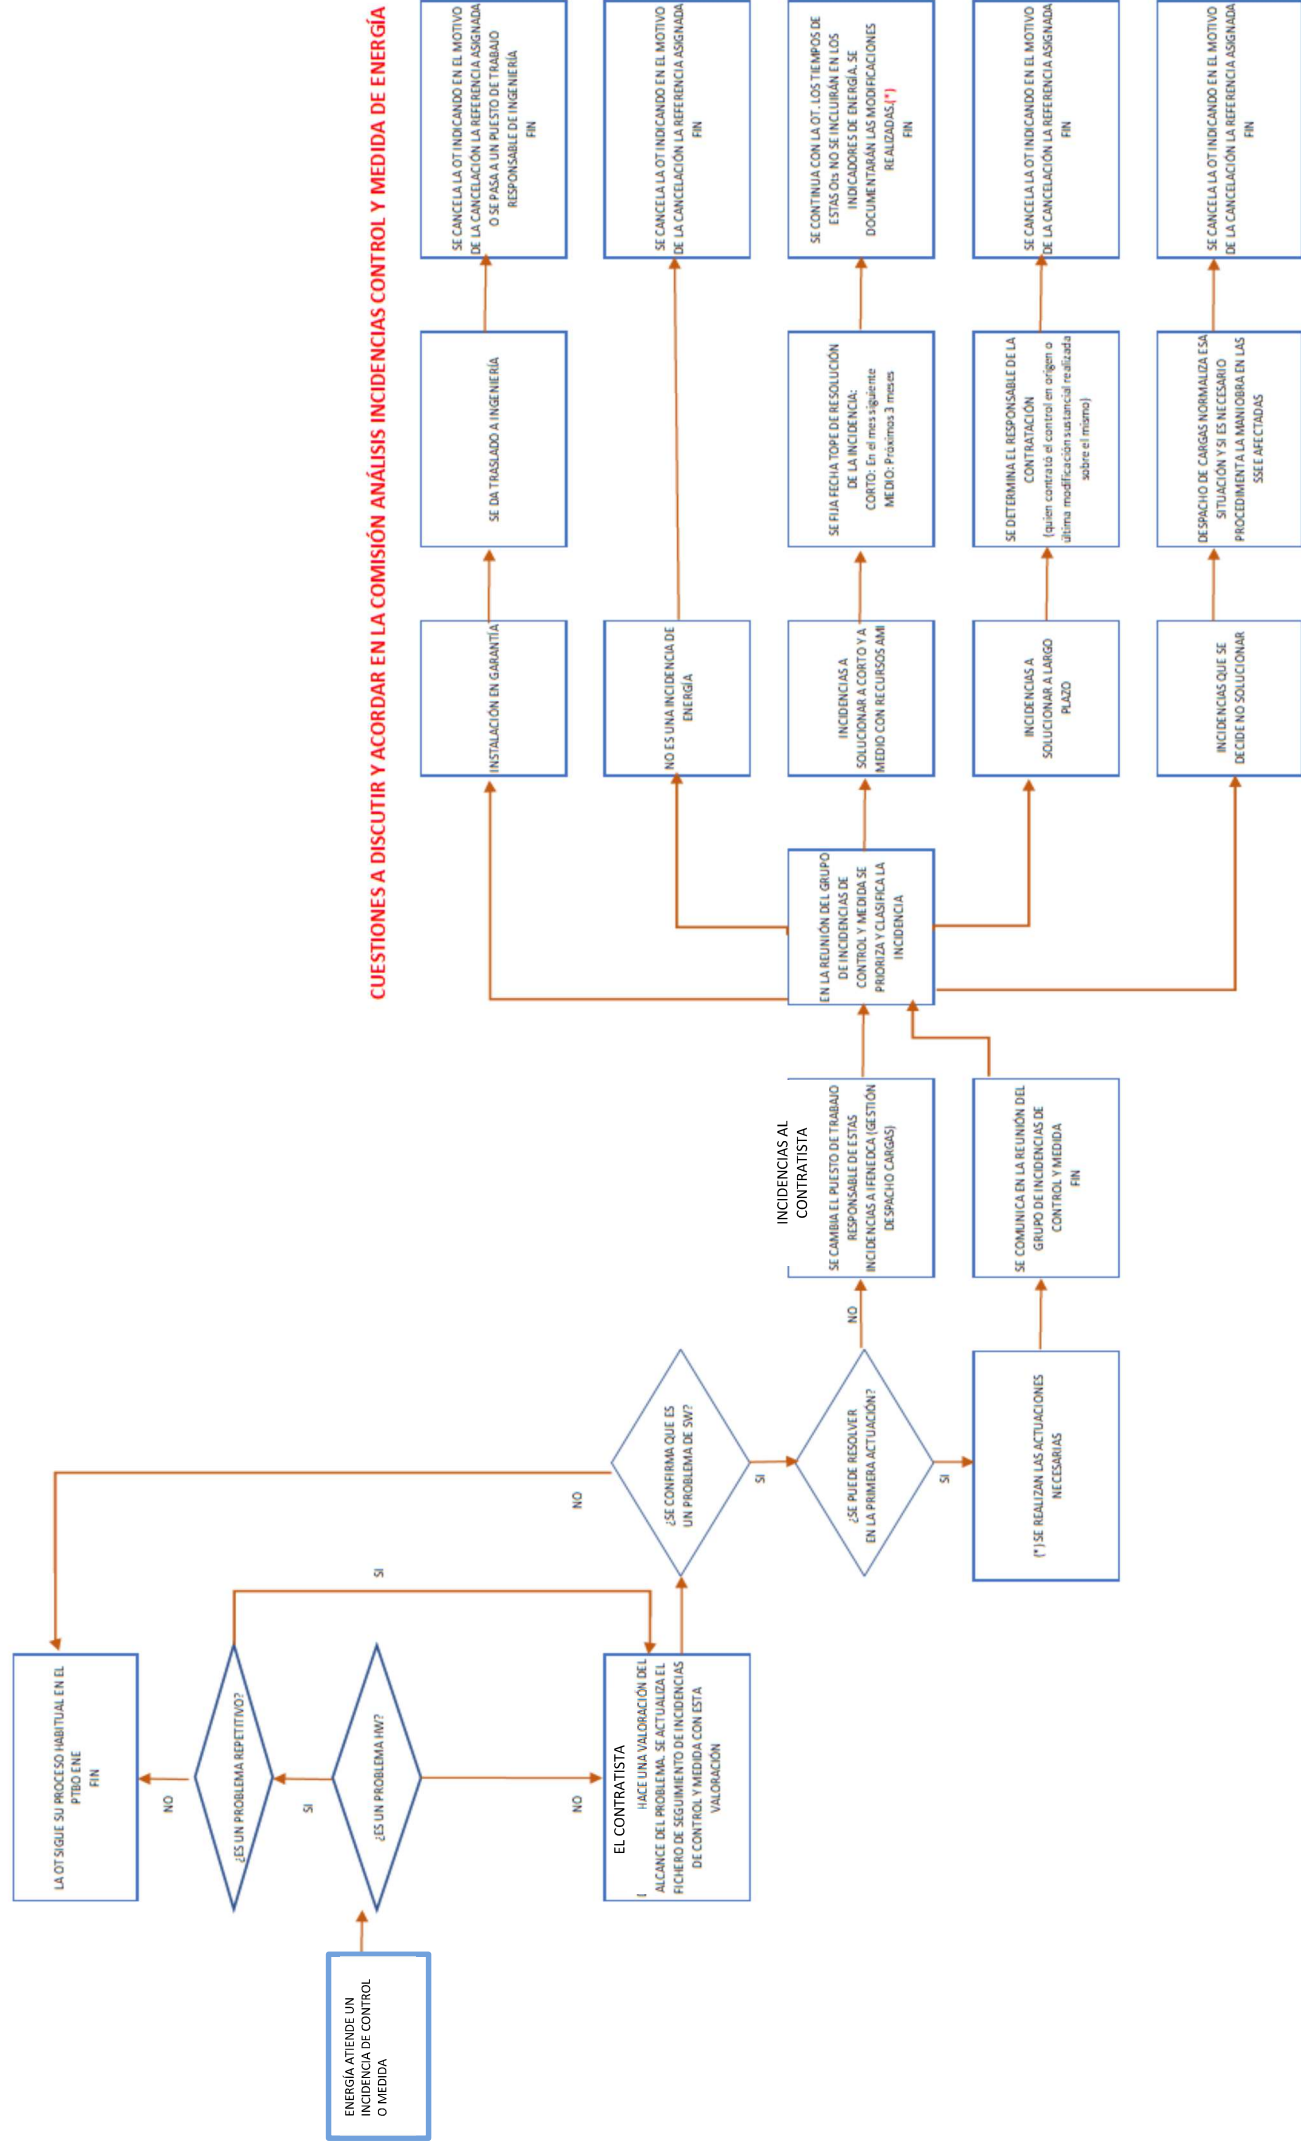 CUESTIONES A DISCUTIR Y ACORDAR EN LA COMISIÓN ANÁLISIS INCIDENCIAS CONTROL Y MEDIDA DE ENERGÍA
ENERGÍA ATIENDE UN
INCIDENCIA DE CONTROL
O MEDIDA
¿ES UN PROBLEMA HW?
SI
NO
¿ES UN PROBLEMA REPETITIVO?
NO
SI
LA OT SIGUE SU PROCESO HABITUAL EN EL
PTBO ENE
FIN
EL CONTRATISTA
HACE UNA VALORACIÓN DEL
ALCANCE DEL PROBLEMA. SE ACTUALIZA EL
FICHERO DE SEGUIMIENTO DE INCIDENCIAS
DE CONTROL Y MEDIDA CON ESTA
VALORACIÓN
¿SE CONFIRMA QUE ES
UN PROBLEMA DE SW?
NO
SI
¿SE PUEDE RESOLVER
EN LA PRIMERA ACTUACIÓN?
NO
SI
(*) SE REALIZAN LAS ACTUACIONES
NECESARIAS
INCIDENCIAS AL
CONTRATISTA
SE CAMBIA EL PUESTO DE TRABAJO
RESPONSABLE DE ESTAS
INCIDENCIAS A IFENEDCA (GESTIÓN
DESPACHO CARGAS)
SE COMUNICA EN LA REUNIÓN DEL
GRUPO DE INCIDENCIAS DE
CONTROL Y MEDIDA
FIN
EN LA REUNIÓN DEL GRUPO
DE INCIDENCIAS DE
CONTROL Y MEDIDA SE
PRIORIZA Y CLASIFICA LA
INCIDENCIA
INSTALACIÓN EN GARANTÍA
SE DA TRASLADO A INGENIERÍA
SE CANCELA LA OT INDICANDO EN EL MOTIVO
DE LA CANCELACIÓN LA REFERENCIA ASIGNADA
O SE PASA A UN PUESTO DE TRABAJO
RESPONSABLE DE INGENIERÍA
FIN
NO ES UNA INCIDENCIA DE
ENERGÍA
SE CANCELA LA OT INDICANDO EN EL MOTIVO
DE LA CANCELACIÓN LA REFERENCIA ASIGNADA
FIN
INCIDENCIAS A
SOLUCIONAR A CORTO Y A
MEDIO CON RECURSOS AMI
SE FIJA FECHA TOPE DE RESOLUCIÓN
DE LA INCIDENCIA:
CORTO: En el mes siguiente
MEDIO: Próximos 3 meses
SE CONTINUA CON LA OT. LOS TIEMPOS DE
ESTAS Ots NO SE INCLUIRÁN EN LOS
INDICADORES DE ENERGÍA. SE
DOCUMENTARÁN LAS MODIFICACIONES
REALIZADAS.(*)
FIN
INCIDENCIAS A
SOLUCIONAR A LARGO
PLAZO
SE DETERMINA EL RESPONSABLE DE LA
CONTRATACIÓN
(quien contrató el control en origen o
última modificación sustancial realizada
sobre el mismo)
SE CANCELA LA OT INDICANDO EN EL MOTIVO
DE LA CANCELACIÓN LA REFERENCIA ASIGNADA
FIN
INCIDENCIAS QUE SE
DECIDE NO SOLUCIONAR
DESPACHO DE CARGAS NORMALIZA ESA
SITUACIÓN Y SI ES NECESARIO
PROCEDIMENTA LA MANIOBRA EN LAS
SSEE AFECTADAS
SE CANCELA LA OT INDICANDO EN EL MOTIVO
DE LA CANCELACIÓN LA REFERENCIA ASIGNADA
FIN